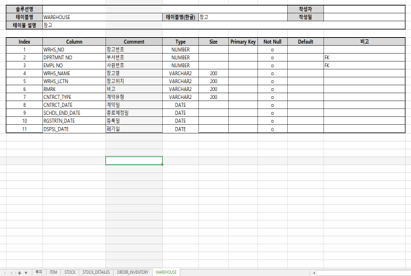 솔루션명 작성자
테이블명 WAREHOUSE 테이블명(한글) 창고 작성일
테이블 설명 창고
Index Column Comment Type Size Primary Key Not Null Default 비고
1 WRHS_NO 창고번호 NUMBER o
2 DPRTMNT NO 부서번호 NUMBER o FK
3 EMPL NO 사원번호 NUMBER o FK
4 WRHS_NAME 창고명 VARCHAR2 200 o
5 WRHS_LCTN 창고위치 VARCHAR2 200 o
6 RMRK 비고 VARCHAR2 200 o
7 CNTRCT_TYPE 계약유형 VARCHAR2 200 o
8 CNTRCT_DATE 계약일 DATE o
9 SCHDL_END_DATE 종료예정일 DATE o
10 RGSTRTN_DATE 등록일 DATE o
11 DSPSL_DATE 폐기일 DATE o
ITEM STOCK STOCK_DETAILES ORDER_INVENTORY WAREHOUSE